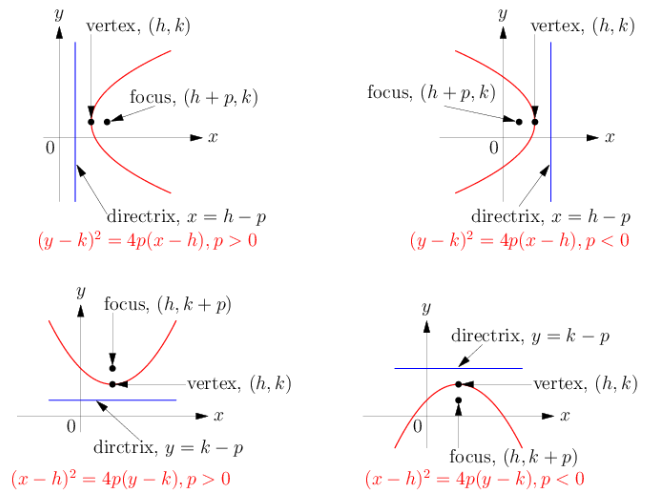 y
vertex, (h, k)
focus, (h + p, k)
x
0
directrix, x = h − p
(y − k)² = 4p(x − h), p > 0
y
vertex, (h, k)
focus, (h + p, k)
x
0
directrix, x = h − p
(y − k)² = 4p(x − h), p < 0
y
focus, (h, k + p)
vertex, (h, k)
x
0
dirctrix, y = k − p
(x − h)² = 4p(y − k), p > 0
y
directrix, y = k − p
vertex, (h, k)
x
0
focus, (h, k + p)
(x − h)² = 4p(y − k), p < 0